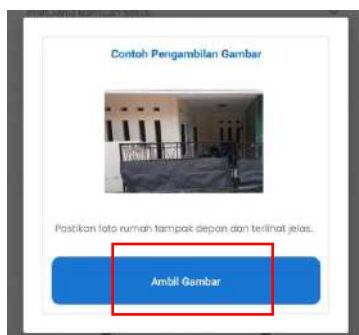 Contoh Pengambilan Gambar
Pastikan foto rumah tampak depan dan terlihat jelas.
Ambil Gambar